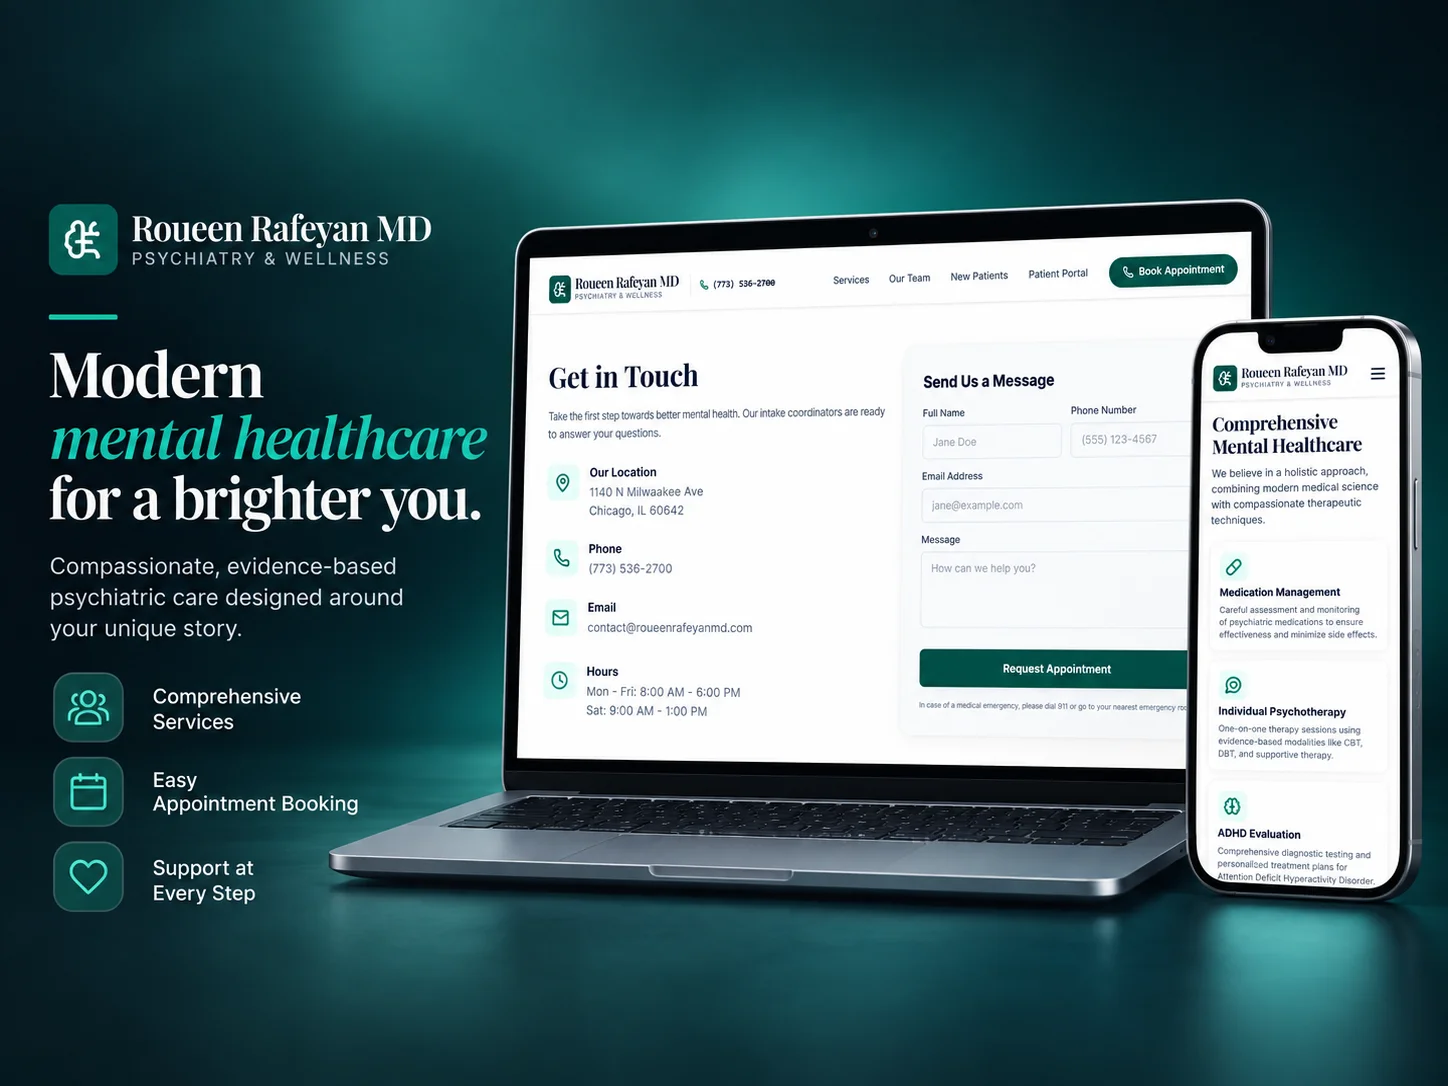 Roueen Rafeyan MD
PSYCHIATRY & WELLNESS
Modern
mental healthcare
for a brighter you.
Compassionate, evidence-based
psychiatric care designed around
your unique story.
Comprehensive
Services
Easy
Appointment Booking
Support at
Every Step
Roueen Rafeyan MD
PSYCHIATRY & WELLNESS
(773) 536-2700
Services
Our Team
New Patients
Patient Portal
Book Appointment
Get in Touch
Take the first step towards better mental health. Our intake coordinators are ready
to answer your questions.
Our Location
1140 N Milwaakee Ave
Chicago, IL 60642
Phone
(773) 536-2700
Email
contact@roueenrafeyanmd.com
Hours
Mon - Fri: 8:00 AM - 6:00 PM
Sat: 9:00 AM - 1:00 PM
Send Us a Message
Full Name
Phone Number
Jane Doe
(555) 123-4567
Email Address
jane@example.com
Message
How can we help you?
Request Appointment
In case of a medical emergency, please dial 911 or go to your nearest emergency
Roueen Rafeyan MD
PSYCHIATRY & WELLNESS
Comprehensive
Mental Healthcare
We believe in a holistic approach,
combining modern medical science
with compassionate therapeutic
techniques.
Medication Management
Careful assessment and monitoring
of psychiatric medications to ensure
effectiveness and minimize side effects.
Individual Psychotherapy
One-on-one therapy sessions using
evidence-based modalities like CBT,
DBT, and supportive therapy.
ADHD Evaluation
Comprehensive diagnostic testing and
personalized treatment plans for
Attention Deficit Hyperactivity Disorder.